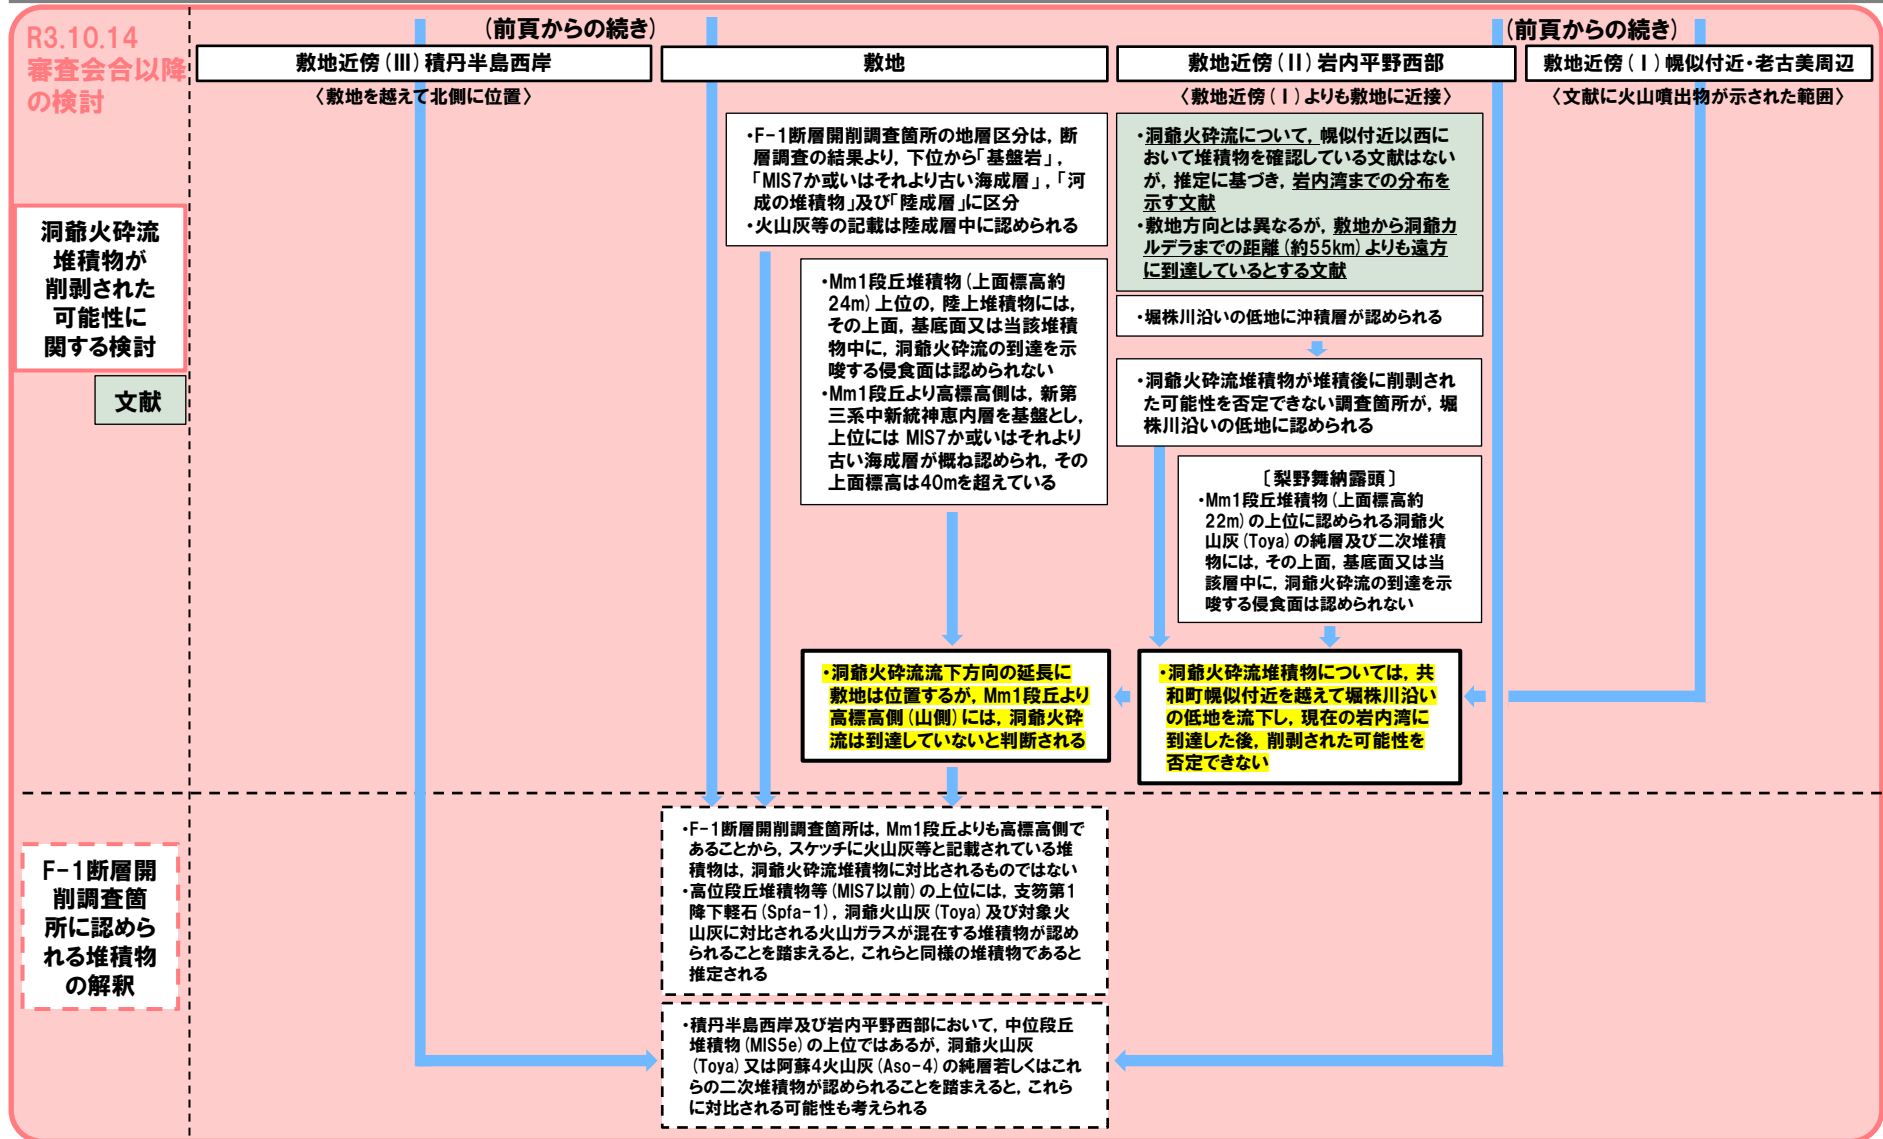 R3.10.14
審査会合以降
の検討
(前頁からの続き)
(前頁からの続き)
敷地近傍(Ⅲ)積丹半島西岸
〈敷地を越えて北側に位置〉
敷地
敷地近傍(Ⅱ)岩内平野西部
〈敷地近傍(Ⅰ)よりも敷地に近接〉
敷地近傍(Ⅰ)幌似付近・老古美周辺
〈文献に火山噴出物が示された範囲〉
洞爺火砕流
堆積物が
削剥された
可能性に
関する検討
文献
・F-1断層開削調査箇所の地層区分は，断
層調査の結果より，下位から「基盤岩」，
「MIS7か或いはそれより古い海成層」，「河
成の堆積物」及び「陸成層」に区分
・火山灰等の記載は陸成層中に認められる
・Mm1段丘堆積物(上面標高約
24m)上位の，陸上堆積物には，
その上面，基底面又は当該堆積
物中に，洞爺火砕流の到達を示
唆する侵食面は認められない
・Mm1段丘より高標高側は，新第
三系中新統神恵内層を基盤とし，
上位には MIS7か或いはそれより
古い海成層が概ね認められ，その
上面標高は40mを超えている
・洞爺火砕流について，幌似付近以西に
おいて堆積物を確認している文献はない
が，推定に基づき，岩内湾までの分布を
示す文献
・敷地方向とは異なるが，敷地から洞爺カ
ルデラまでの距離(約55km)よりも遠方
に到達しているとする文献
・堀株川沿いの低地に沖積層が認められる
・洞爺火砕流堆積物が堆積後に削剥され
た可能性を否定できない調査箇所が，堀
株川沿いの低地に認められる
〔梨野舞納露頭〕
・Mm1段丘堆積物(上面標高約
22m)の上位に認められる洞爺火
山灰(Toya)の純層及び二次堆積
物には，その上面，基底面又は当
該層中に，洞爺火砕流の到達を示
唆する侵食面は認められない
・洞爺火砕流流下方向の延長に
敷地は位置するが，Mm1段丘より
高標高側(山側)には，洞爺火砕
流は到達していないと判断される
・洞爺火砕流堆積物については，共
和町幌似付近を越えて堀株川沿い
の低地を流下し，現在の岩内湾に
到達した後，削剥された可能性を
否定できない
F-1断層開
削調査箇
所に認めら
れる堆積物
の解釈
・F-1断層開削調査箇所は，Mm1段丘よりも高標高側で
あることから，スケッチに火山灰等と記載されている堆
積物は，洞爺火砕流堆積物に対比されるものではない
・高位段丘堆積物等(MIS7以前)の上位には，支笏第1
降下軽石(Spfa-1)，洞爺火山灰(Toya)及び対象火
山灰に対比される火山ガラスが混在する堆積物が認め
られることを踏まえると，これらと同様の堆積物であると
推定される
・積丹半島西岸及び岩内平野西部において，中位段丘
堆積物(MIS5e)の上位ではあるが，洞爺火山灰
(Toya)又は阿蘇4火山灰(Aso-4)の純層若しくはこれ
らの二次堆積物が認められることを踏まえると，これら
に対比される可能性も考えられる